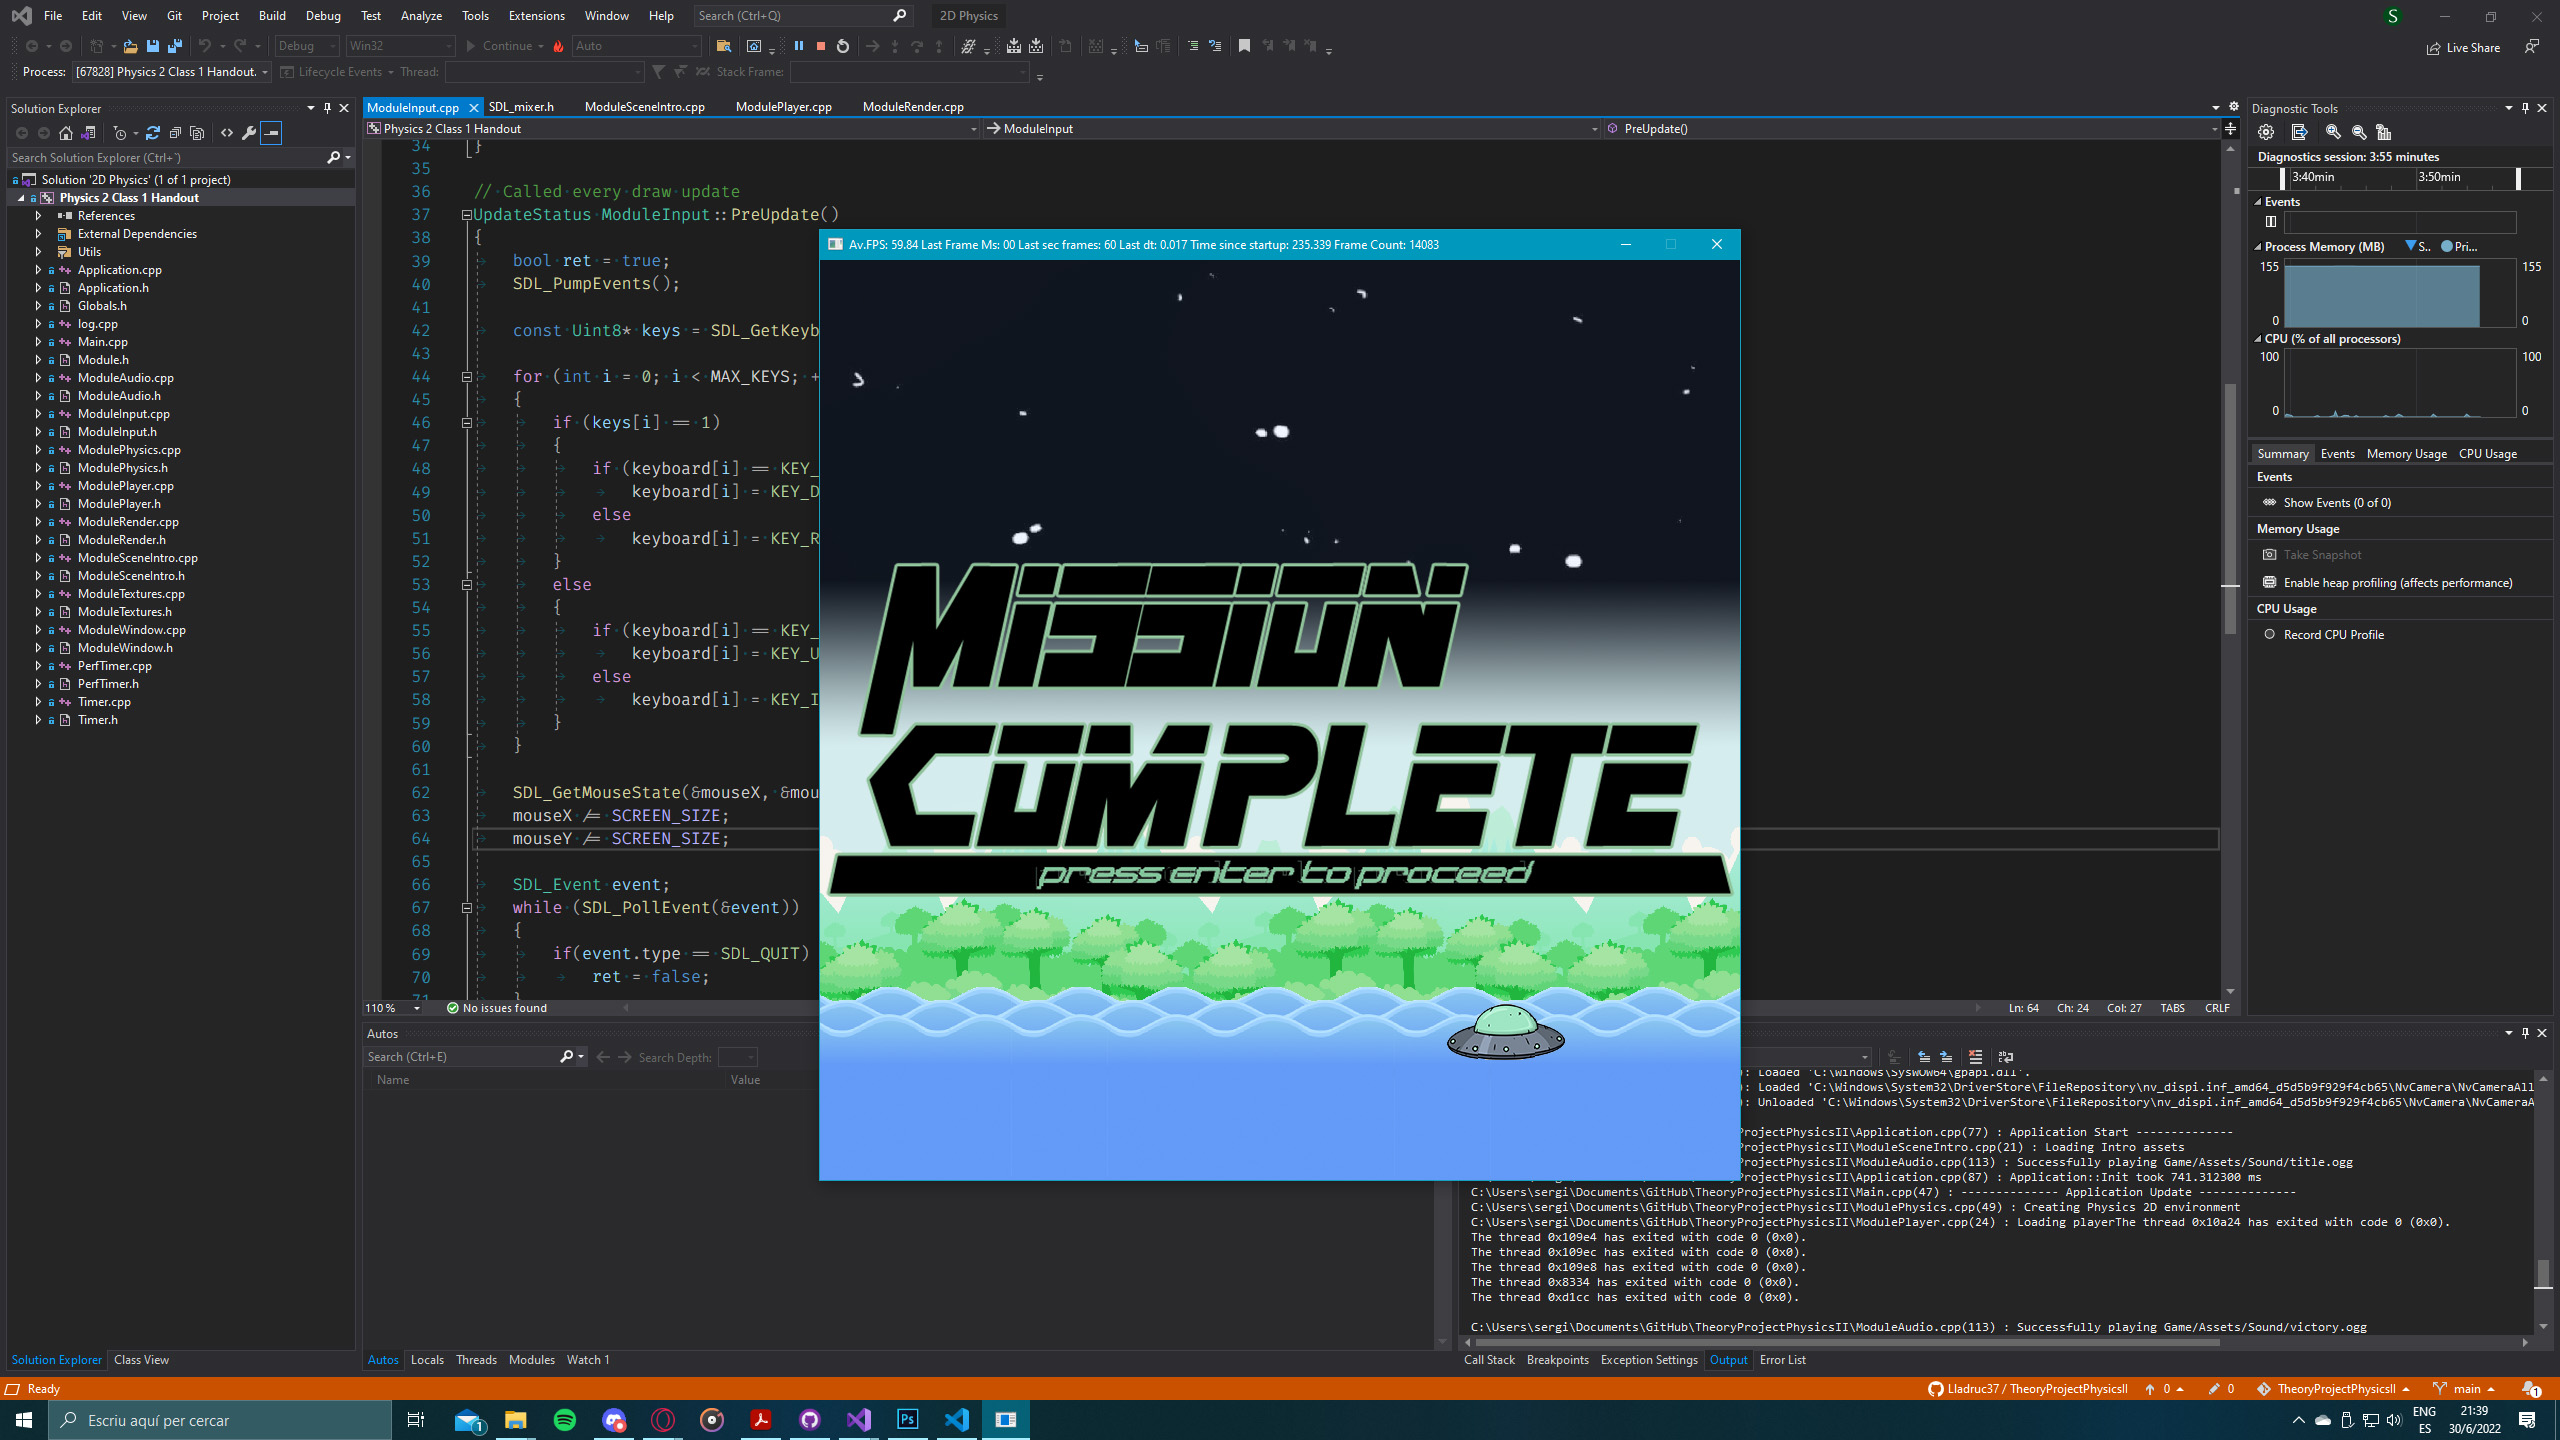 File Edit View Git Project Build Debug Test Analyze Tools Extensions Window Help Search (Ctrl+Q) 2D Physics S
Debug Win32 Continue Auto Live Share
Process: [67828] Physics 2 Class 1 Handout. Lifecycle Events Thread: Stack Frame:
Solution Explorer
Search Solution Explorer (Ctrl+`)
Solution '2D Physics' (1 of 1 project)
Physics 2 Class 1 Handout
References
External Dependencies
Utils
Application.cpp
Application.h
Globals.h
log.cpp
Main.cpp
Module.h
ModuleAudio.cpp
ModuleAudio.h
ModuleInput.cpp
ModuleInput.h
ModulePhysics.cpp
ModulePhysics.h
ModulePlayer.cpp
ModulePlayer.h
ModuleRender.cpp
ModuleRender.h
ModuleSceneIntro.cpp
ModuleSceneIntro.h
ModuleTextures.cpp
ModuleTextures.h
ModuleWindow.cpp
ModuleWindow.h
PerfTimer.cpp
PerfTimer.h
Timer.cpp
Timer.h
Solution Explorer Class View
ModuleInput.cpp SDL_mixer.h ModuleSceneIntro.cpp ModulePlayer.cpp ModuleRender.cpp
Physics 2 Class 1 Handout ModuleInput PreUpdate()
34 }
35
36 // Called every draw update
37 UpdateStatus ModuleInput::PreUpdate()
38 {
39 bool ret = true;
40 SDL_PumpEvents();
41
42 const Uint8* keys = SDL_GetKeyb
43
44 for (int i = 0; i < MAX_KEYS; +
45 {
46 if (keys[i] == 1)
47 {
48 if (keyboard[i] == KEY_
49 keyboard[i] = KEY_D
50 else
51 keyboard[i] = KEY_R
52 }
53 else
54 {
55 if (keyboard[i] == KEY_
56 keyboard[i] = KEY_U
57 else
58 keyboard[i] = KEY_I
59 }
60 }
61
62 SDL_GetMouseState(&mouseX, &mou
63 mouseX /= SCREEN_SIZE;
64 mouseY /= SCREEN_SIZE;
65
66 SDL_Event event;
67 while (SDL_PollEvent(&event))
68 {
69 if(event.type == SDL_QUIT)
70 ret = false;
71 }
110 % No issues found Ln: 64 Ch: 24 Col: 27 TABS CRLF
Av.FPS: 59.84 Last Frame Ms: 00 Last sec frames: 60 Last dt: 0.017 Time since startup: 235.339 Frame Count: 14083
MISSION
COMPLETE
press enter to proceed
Diagnostic Tools
Diagnostics session: 3:55 minutes
3:40min 3:50min
Events
Process Memory (MB) S.. Pri...
155 155
0 0
CPU (% of all processors)
100 100
0 0
Summary Events Memory Usage CPU Usage
Events
Show Events (0 of 0)
Memory Usage
Take Snapshot
Enable heap profiling (affects performance)
CPU Usage
Record CPU Profile
Autos
Search (Ctrl+E) Search Depth:
Name Value
Autos Locals Threads Modules Watch 1
): Loaded 'C:\Windows\SysWOW64\gpapi.dll'.
): Loaded 'C:\Windows\System32\DriverStore\FileRepository\nv_dispi.inf_amd64_d5d5b9f929f4cb65\NvCamera\NvCameraAll
): Unloaded 'C:\Windows\System32\DriverStore\FileRepository\nv_dispi.inf_amd64_d5d5b9f929f4cb65\NvCamera\NvCameraA
rojectPhysicsII\Application.cpp(77) : Application Start --------------
rojectPhysicsII\ModuleSceneIntro.cpp(21) : Loading Intro assets
rojectPhysicsII\ModuleAudio.cpp(113) : Successfully playing Game/Assets/Sound/title.ogg
rojectPhysicsII\Application.cpp(87) : Application::Init took 741.312300 ms
C:\Users\sergi\Documents\GitHub\TheoryProjectPhysicsII\Main.cpp(47) : -------------- Application Update --------------
C:\Users\sergi\Documents\GitHub\TheoryProjectPhysicsII\ModulePhysics.cpp(49) : Creating Physics 2D environment
C:\Users\sergi\Documents\GitHub\TheoryProjectPhysicsII\ModulePlayer.cpp(24) : Loading playerThe thread 0x10a24 has exited with code 0 (0x0).
The thread 0x109e4 has exited with code 0 (0x0).
The thread 0x109ec has exited with code 0 (0x0).
The thread 0x109e8 has exited with code 0 (0x0).
The thread 0x8334 has exited with code 0 (0x0).
The thread 0xd1cc has exited with code 0 (0x0).
C:\Users\sergi\Documents\GitHub\TheoryProjectPhysicsII\ModuleAudio.cpp(113) : Successfully playing Game/Assets/Sound/victory.ogg
Call Stack Breakpoints Exception Settings Output Error List
Ready Lladruc37 / TheoryProjectPhysicsII 0 0 TheoryProjectPhysicsII main 1
Escriu aquí per cercar 1 Ps ENG 21:39
ES 30/6/2022